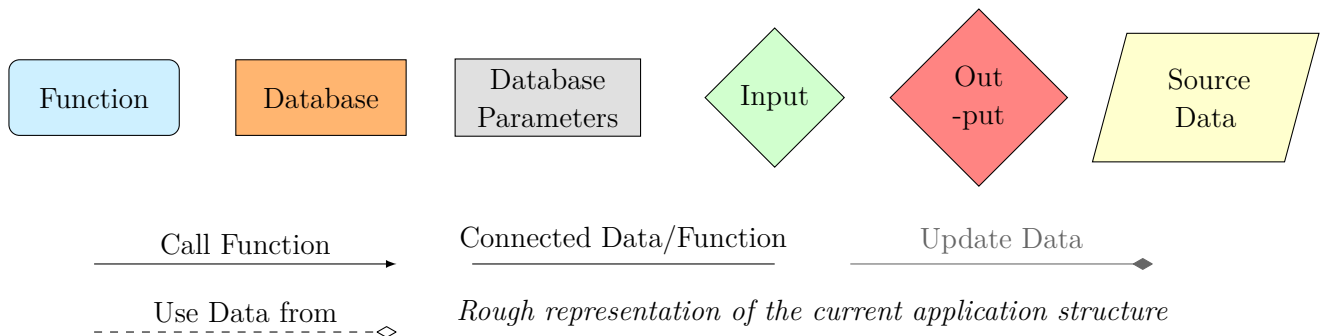 Function
Database
Database
Parameters
Input
Out
-put
Source
Data
Call Function
Connected Data/Function
Update Data
Use Data from
Rough representation of the current application structure